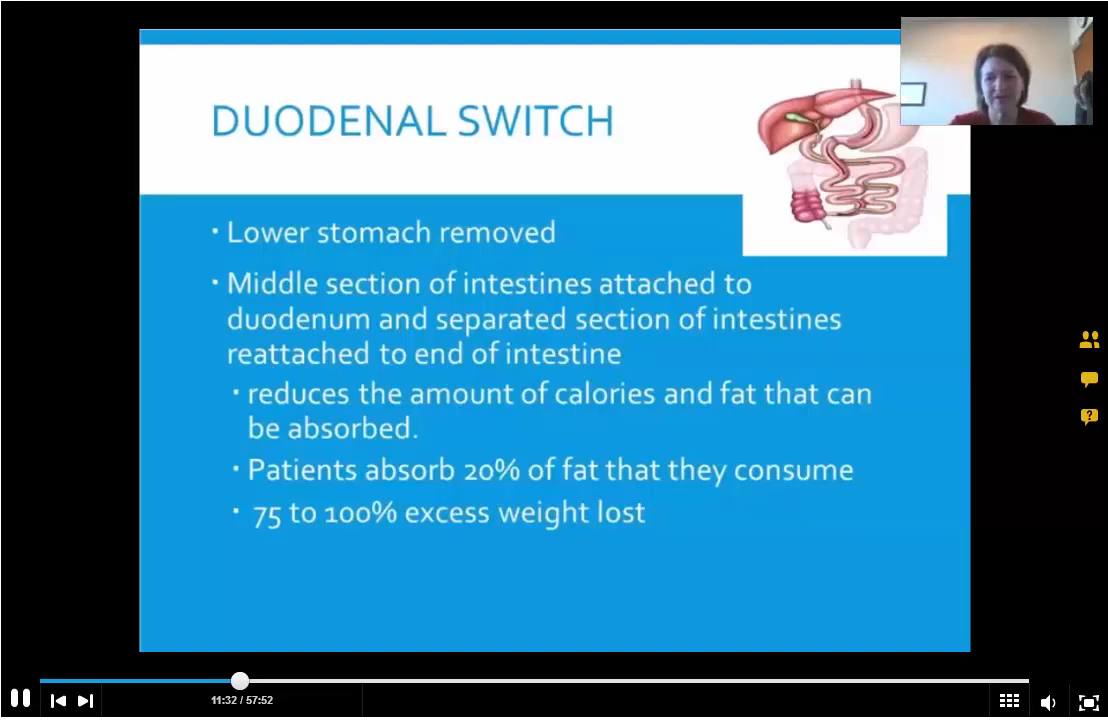 DUODENAL SWITCH
· Lower stomach removed
· Middle section of intestines attached to
duodenum and separated section of intestines
reattached to end of intestine
· reduces the amount of calories and fat that can
be absorbed.
· Patients absorb 20% of fat that they consume
· 75 to 100% excess weight lost
?
11:32 / 57:52